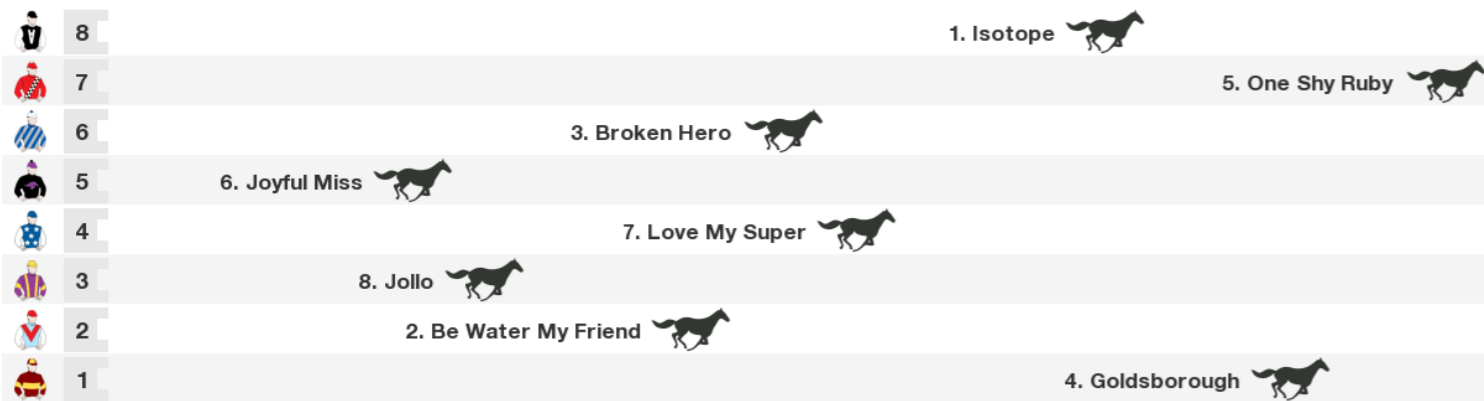 8 1. Isotope
7 5. One Shy Ruby
6 3. Broken Hero
5 6. Joyful Miss
4 7. Love My Super
3 8. Jollo
2 2. Be Water My Friend
1 4. Goldsborough